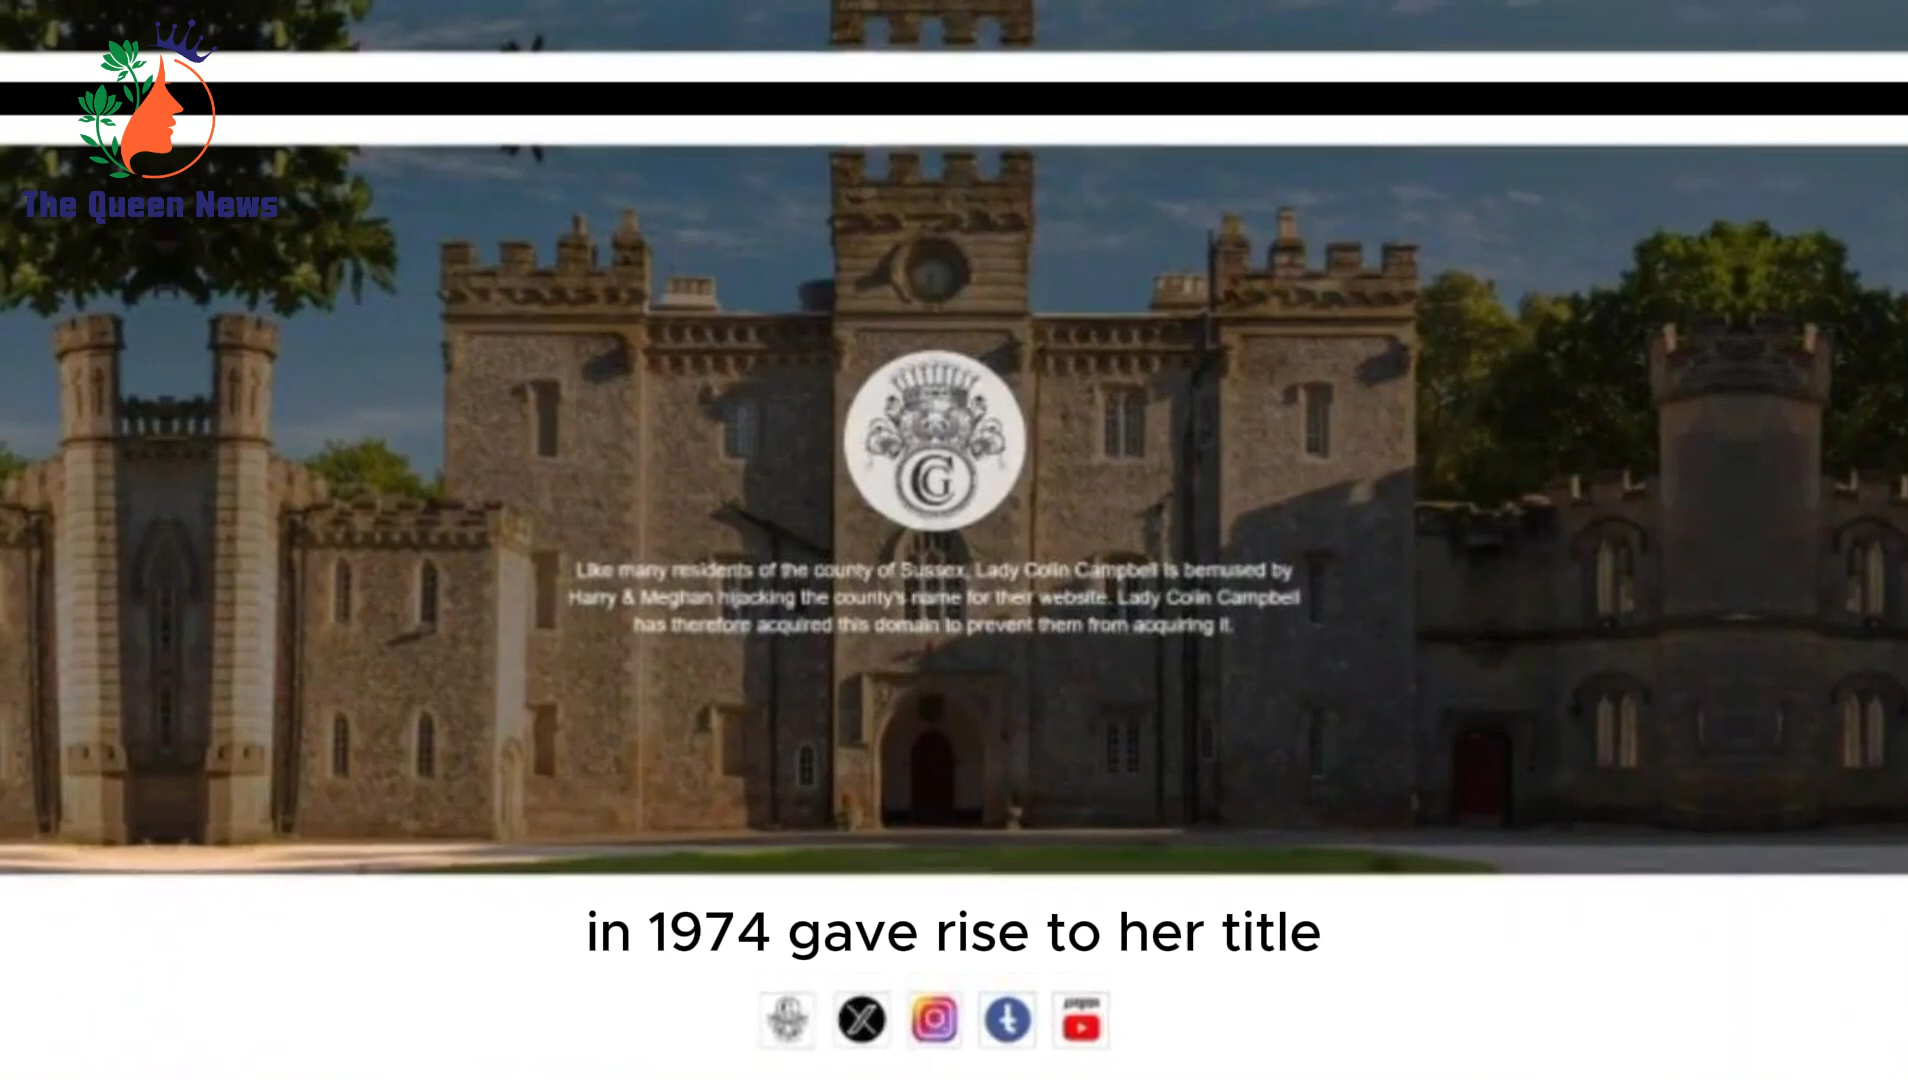 The Queen News
Like many residents of the county of Sussex, Lady Colin Campbell is bemused by
Harry & Meghan hijacking the county's name for their website. Lady Colin Campbell
has therefore acquired this domain to prevent them from acquiring it.
in 1974 gave rise to her title